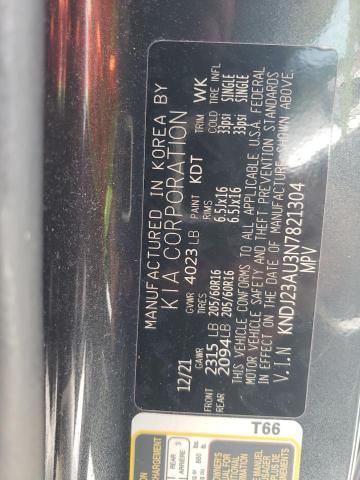 MANUFACTURED IN KOREA BY
KIA CORPORATION
GVWR 4023 LB PAINT KDT TRIM WK
12/21 GAWR TIRES RIMS COLD TIRE INFL
2315 LB 205/60R16 6.5Jx16 33psi SINGLE
2094 LB 205/60R16 6.5Jx16 33psi SINGLE
THIS VEHICLE CONFORMS TO ALL APPLICABLE U.S.A. FEDERAL
MOTOR VEHICLE SAFETY AND THEFT PREVENTION STANDARDS
IN EFFECT ON THE DATE OF MANUFACTURE SHOWN ABOVE.
V.I.N KNDJ23AU3N7821304
MPV
T66
ARRIERE 3